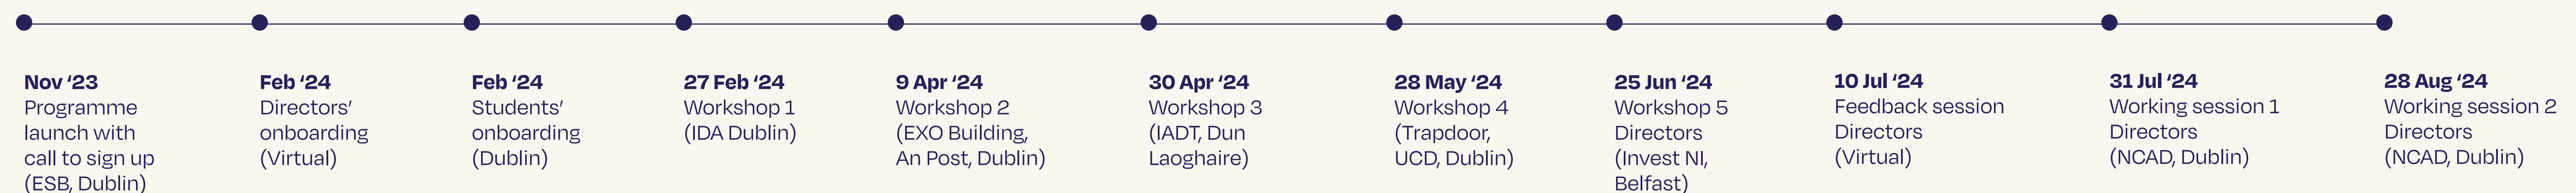 Nov ‘23
Programme
launch with
call to sign up
(ESB, Dublin)
Feb ‘24
Directors’
onboarding
(Virtual)
Feb ‘24
Students’
onboarding
(Dublin)
27 Feb ‘24
Workshop 1
(IDA Dublin)
9 Apr ‘24
Workshop 2
(EXO Building,
An Post, Dublin)
30 Apr ‘24
Workshop 3
(IADT, Dun
Laoghaire)
28 May ‘24
Workshop 4
(Trapdoor,
UCD, Dublin)
25 Jun ‘24
Workshop 5
Directors
(Invest NI,
Belfast)
10 Jul ‘24
Feedback session
Directors
(Virtual)
31 Jul ‘24
Working session 1
Directors
(NCAD, Dublin)
28 Aug ‘24
Working session 2
Directors
(NCAD, Dublin)